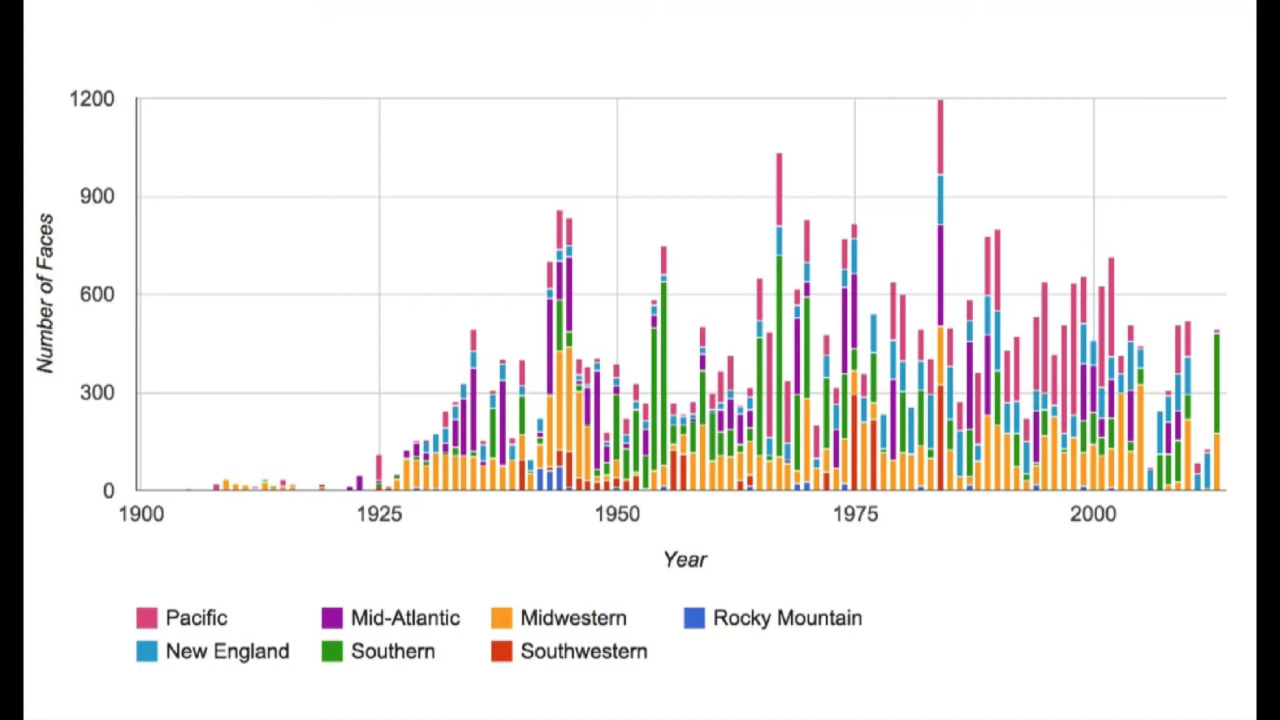 1200
900
600
300
0
Number of Faces
1900 1925 1950 1975 2000
Year
Pacific Mid-Atlantic Midwestern Rocky Mountain
New England Southern Southwestern